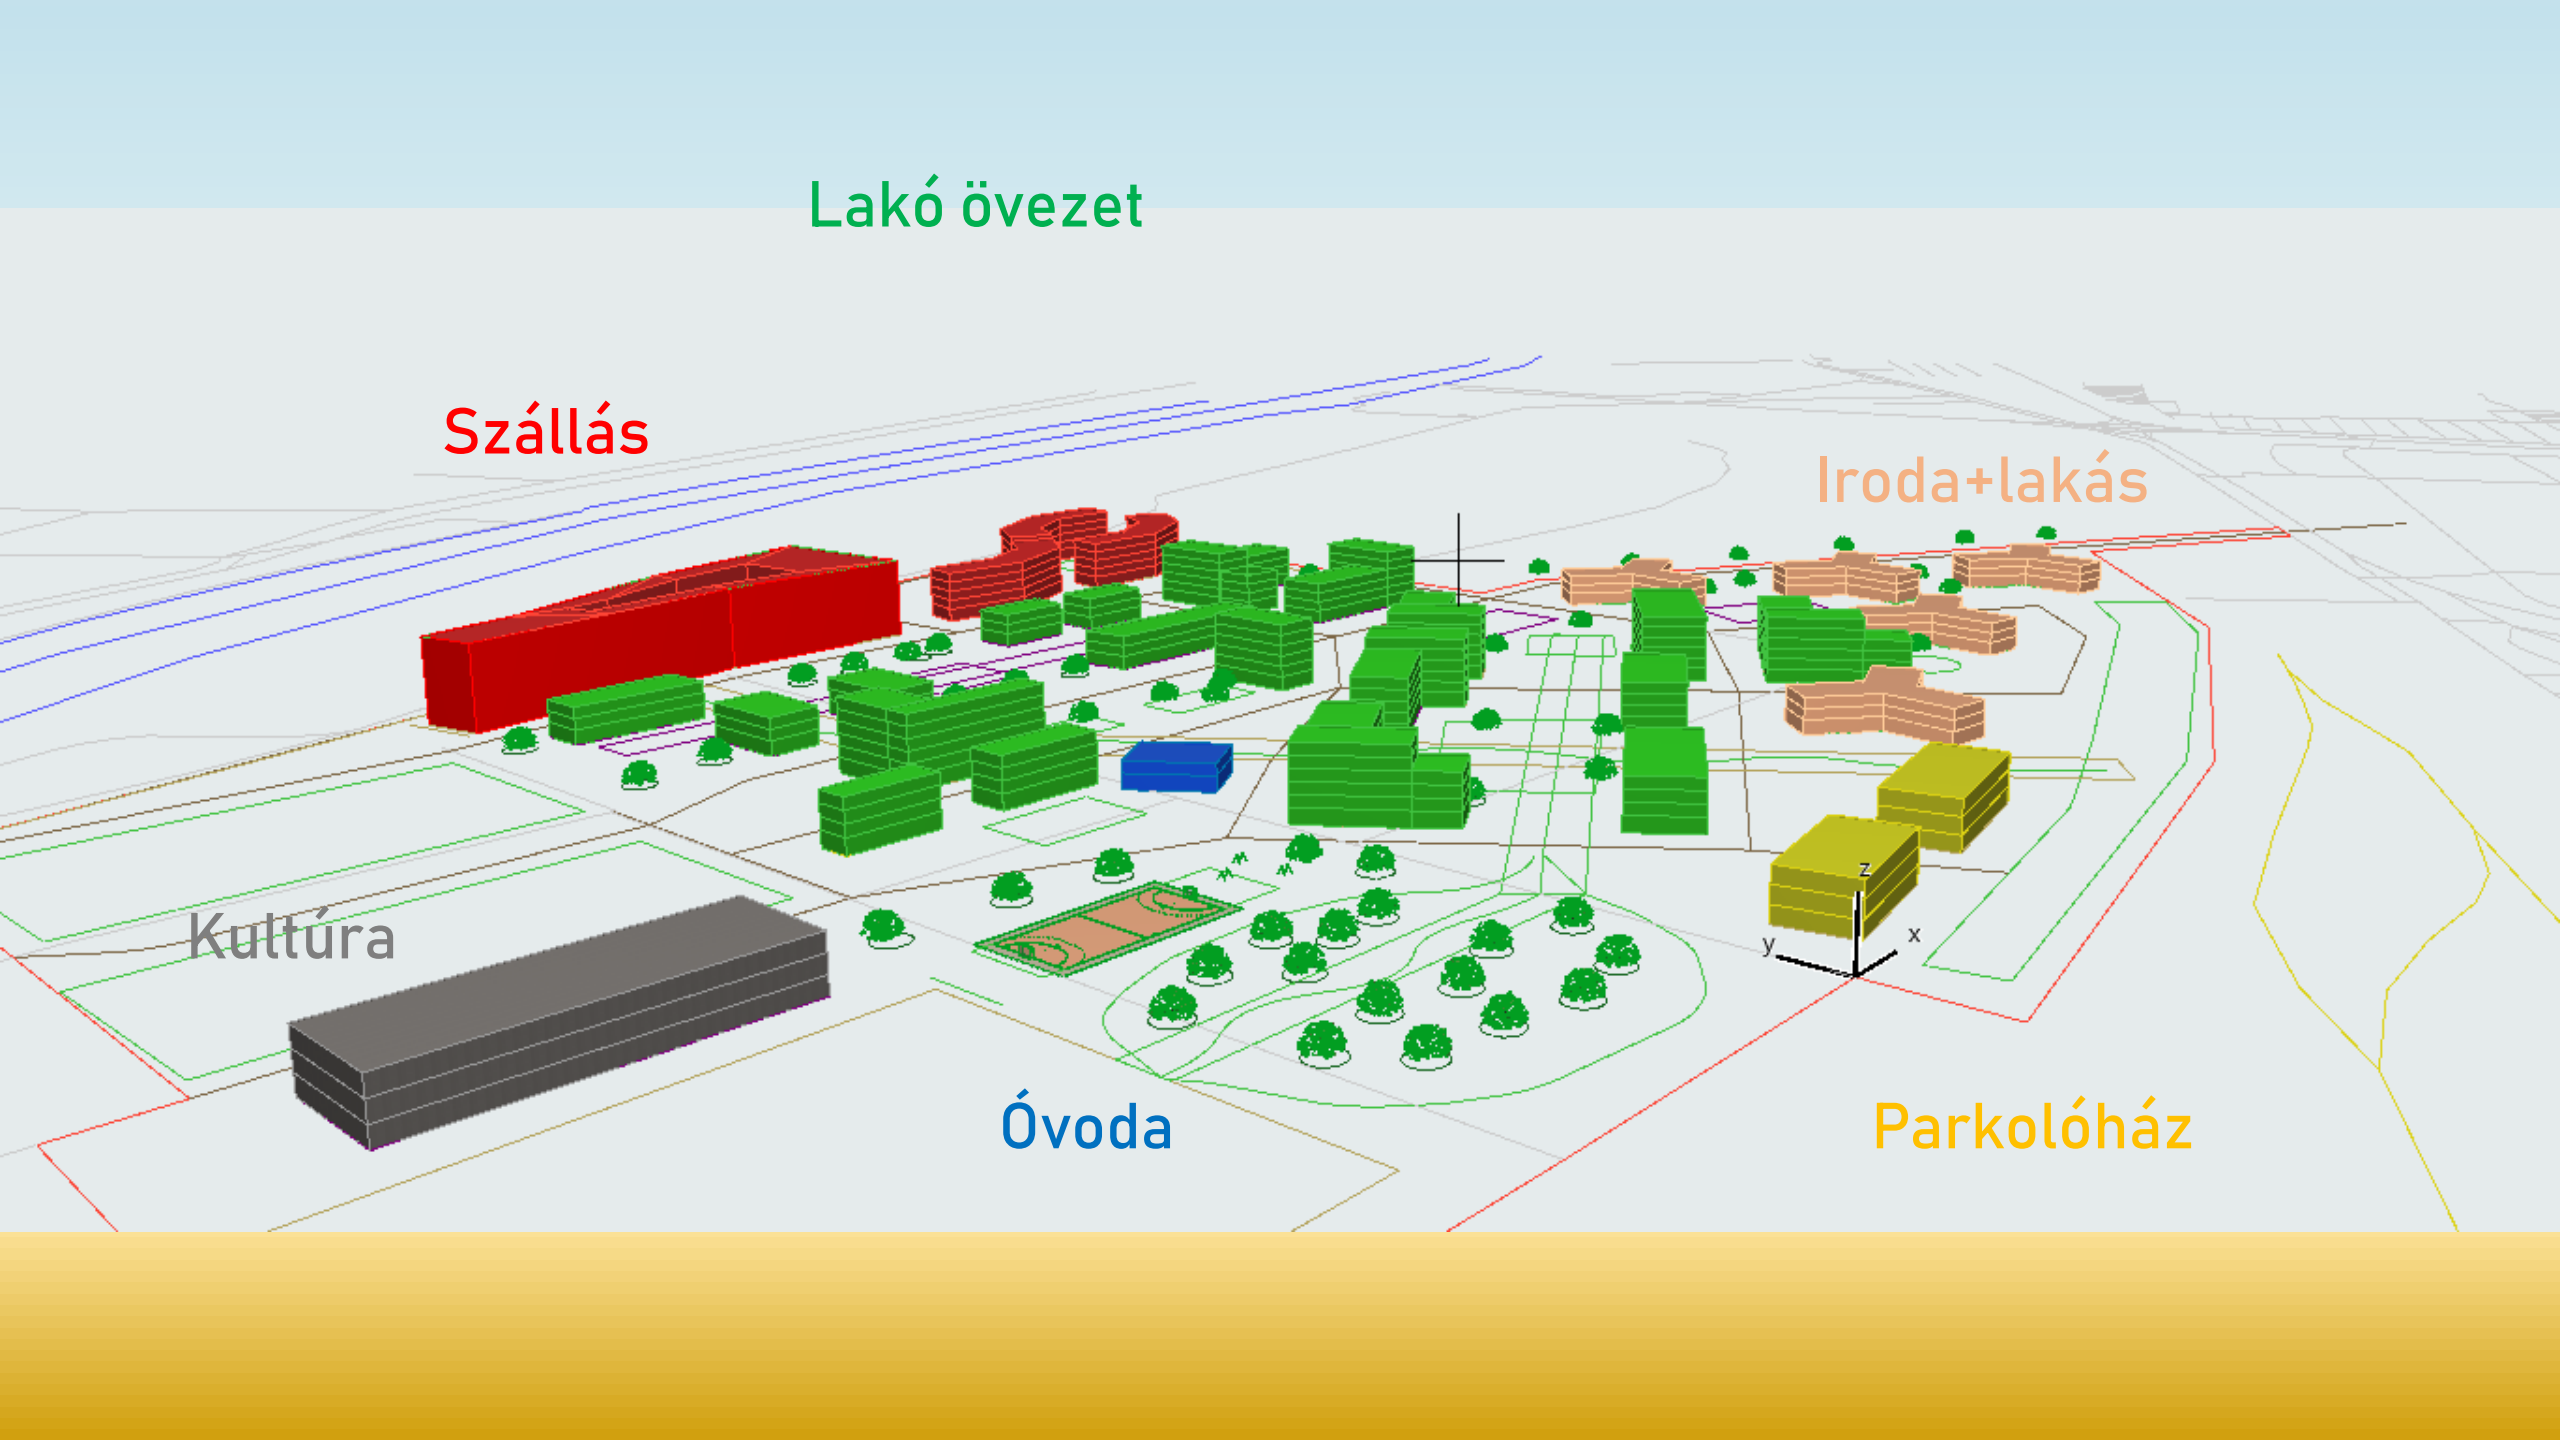 Lakó övezet
Szállás
Iroda+lakás
Kultúra
z
y
x
Óvoda
Parkolóház